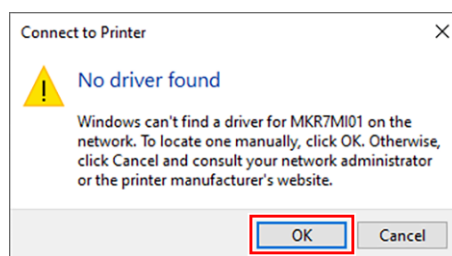 Connect to Printer
No driver found
Windows can't find a driver for MKR7MI01 on the
network. To locate one manually, click OK. Otherwise,
click Cancel and consult your network administrator
or the printer manufacturer's website.
OK
Cancel